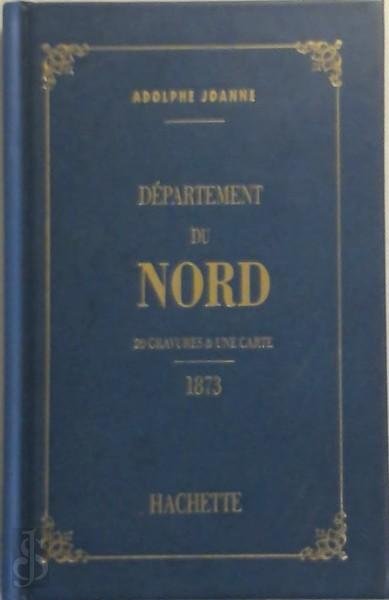 ADOLPHE JOANNE
DÉPARTEMENT
DU
NORD
20 GRAVURES & UNE CARTE
1873
HACHETTE